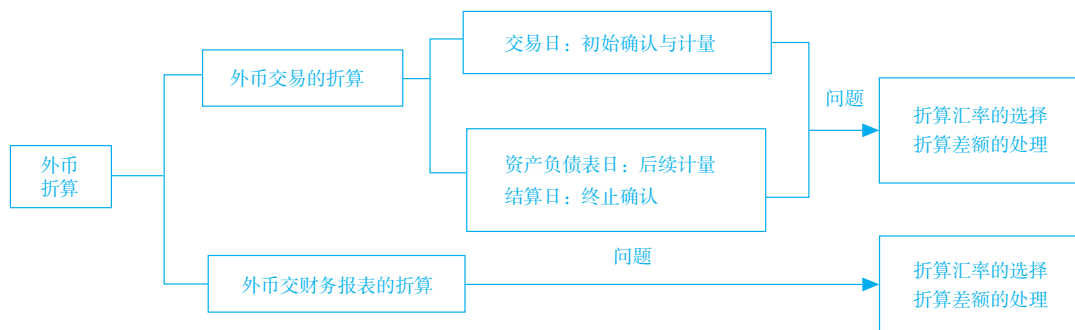 外币
折算
外币交易的折算
交易日：初始确认与计量
资产负债表日：后续计量
结算日：终止确认
问题
折算汇率的选择
折算差额的处理
外币交财务报表的折算
问题
折算汇率的选择
折算差额的处理